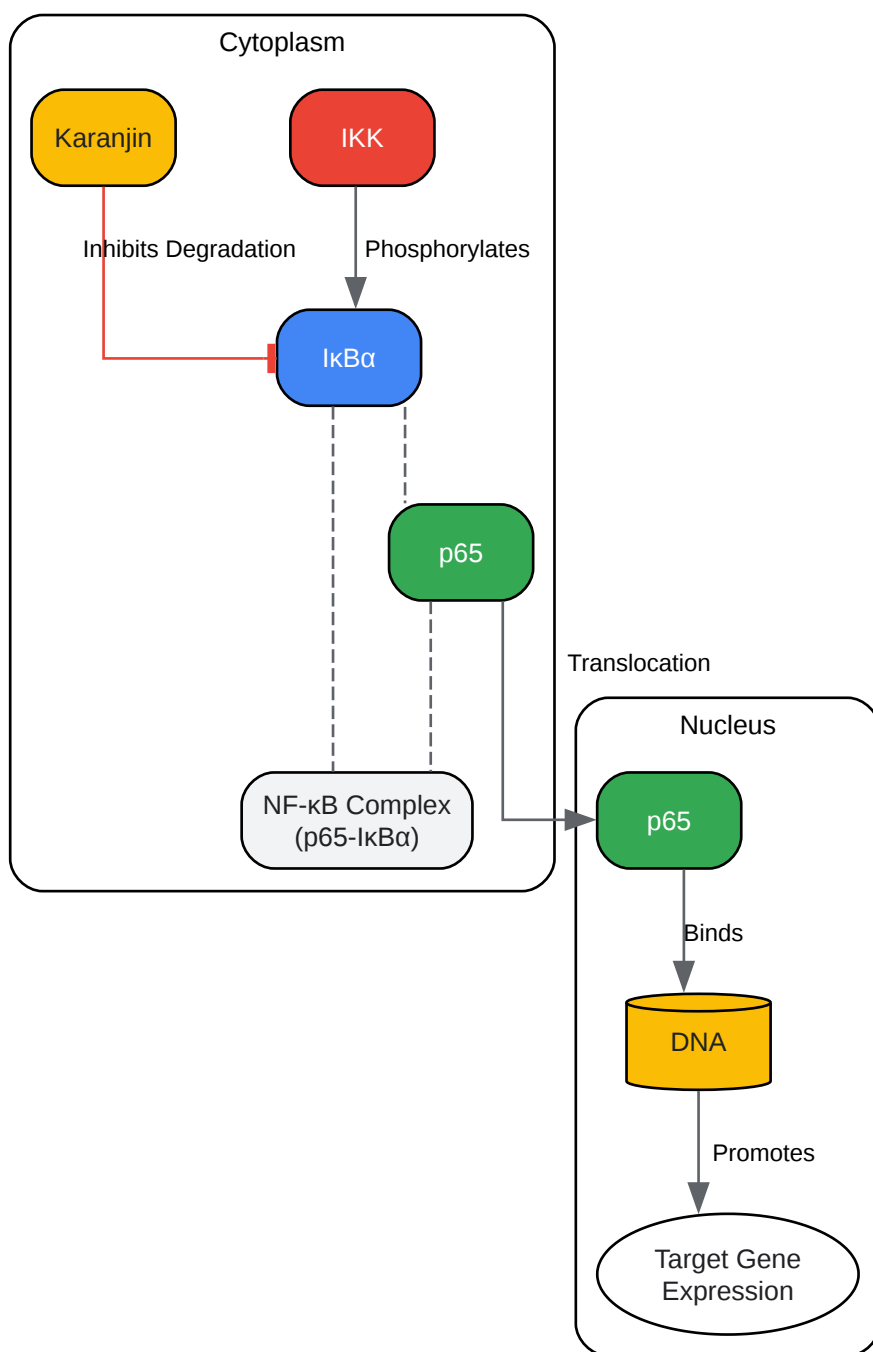 Cytoplasm
Karanjin
IKK
Inhibits Degradation
Phosphorylates
IκBα
p65
Translocation
Nucleus
NF-κB Complex
(p65-IκBα)
p65
Binds
DNA
Promotes
Target Gene
Expression